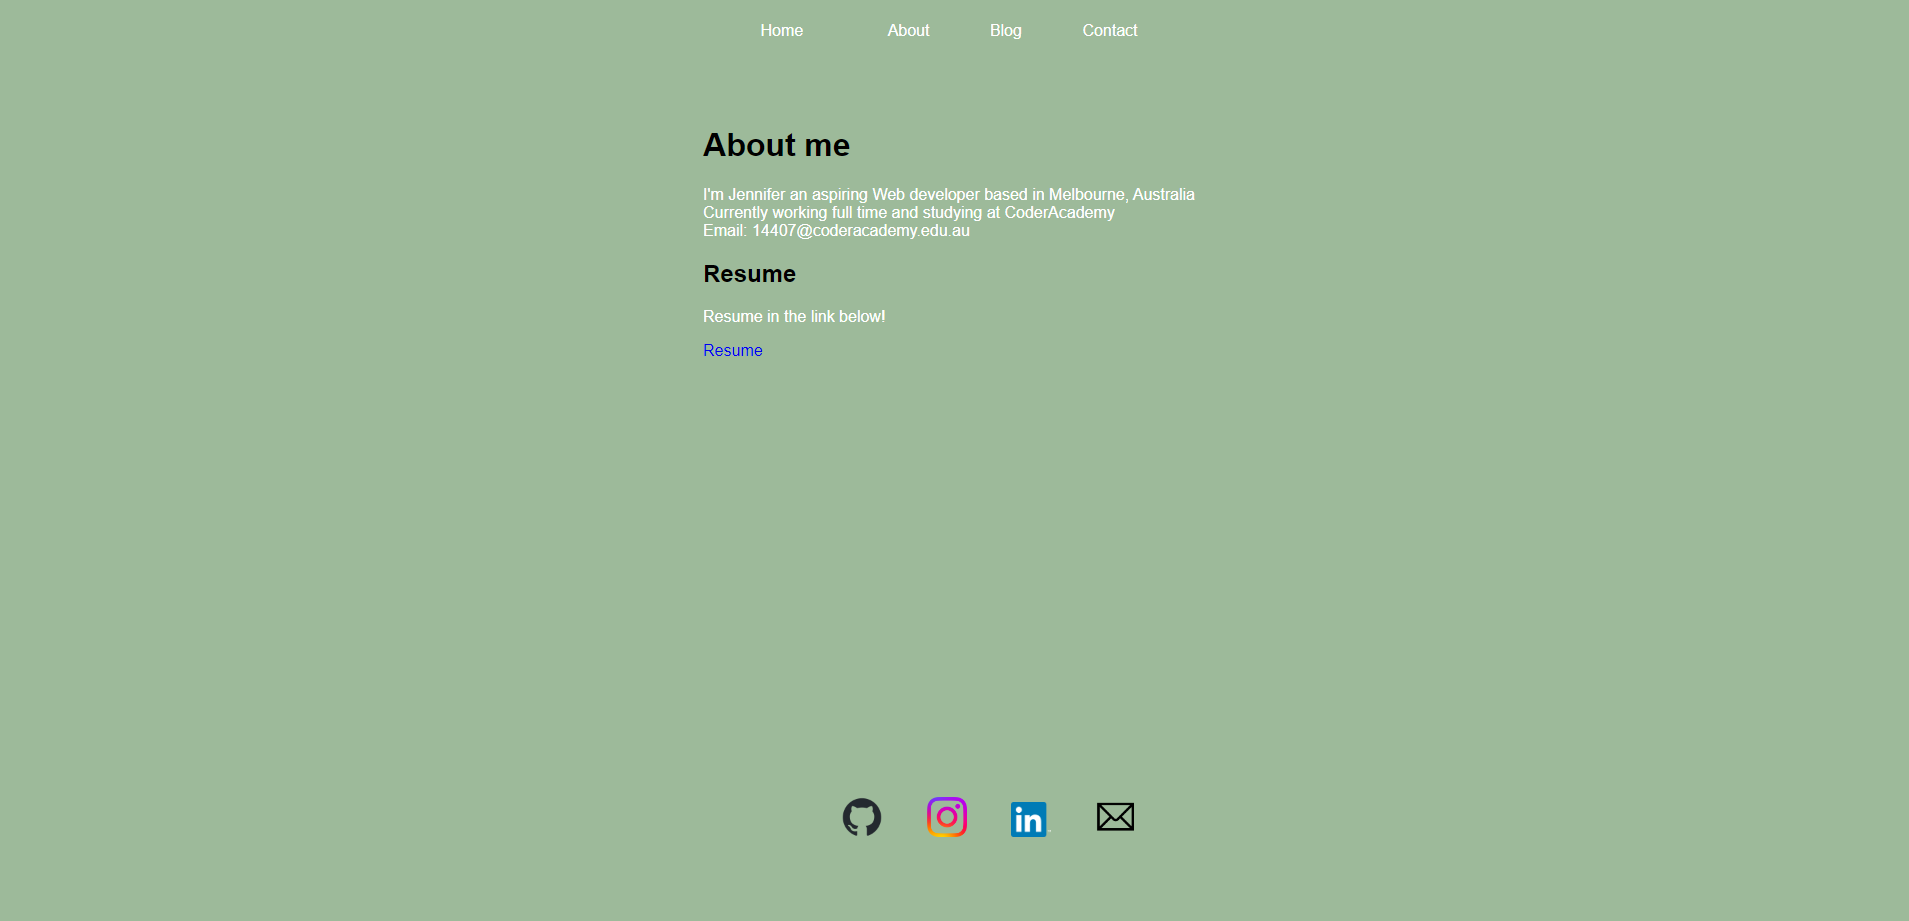 Home About Blog Contact
About me
I'm Jennifer an aspiring Web developer based in Melbourne, Australia
Currently working full time and studying at CoderAcademy
Email: 14407@coderacademy.edu.au
Resume
Resume in the link below!
Resume
in